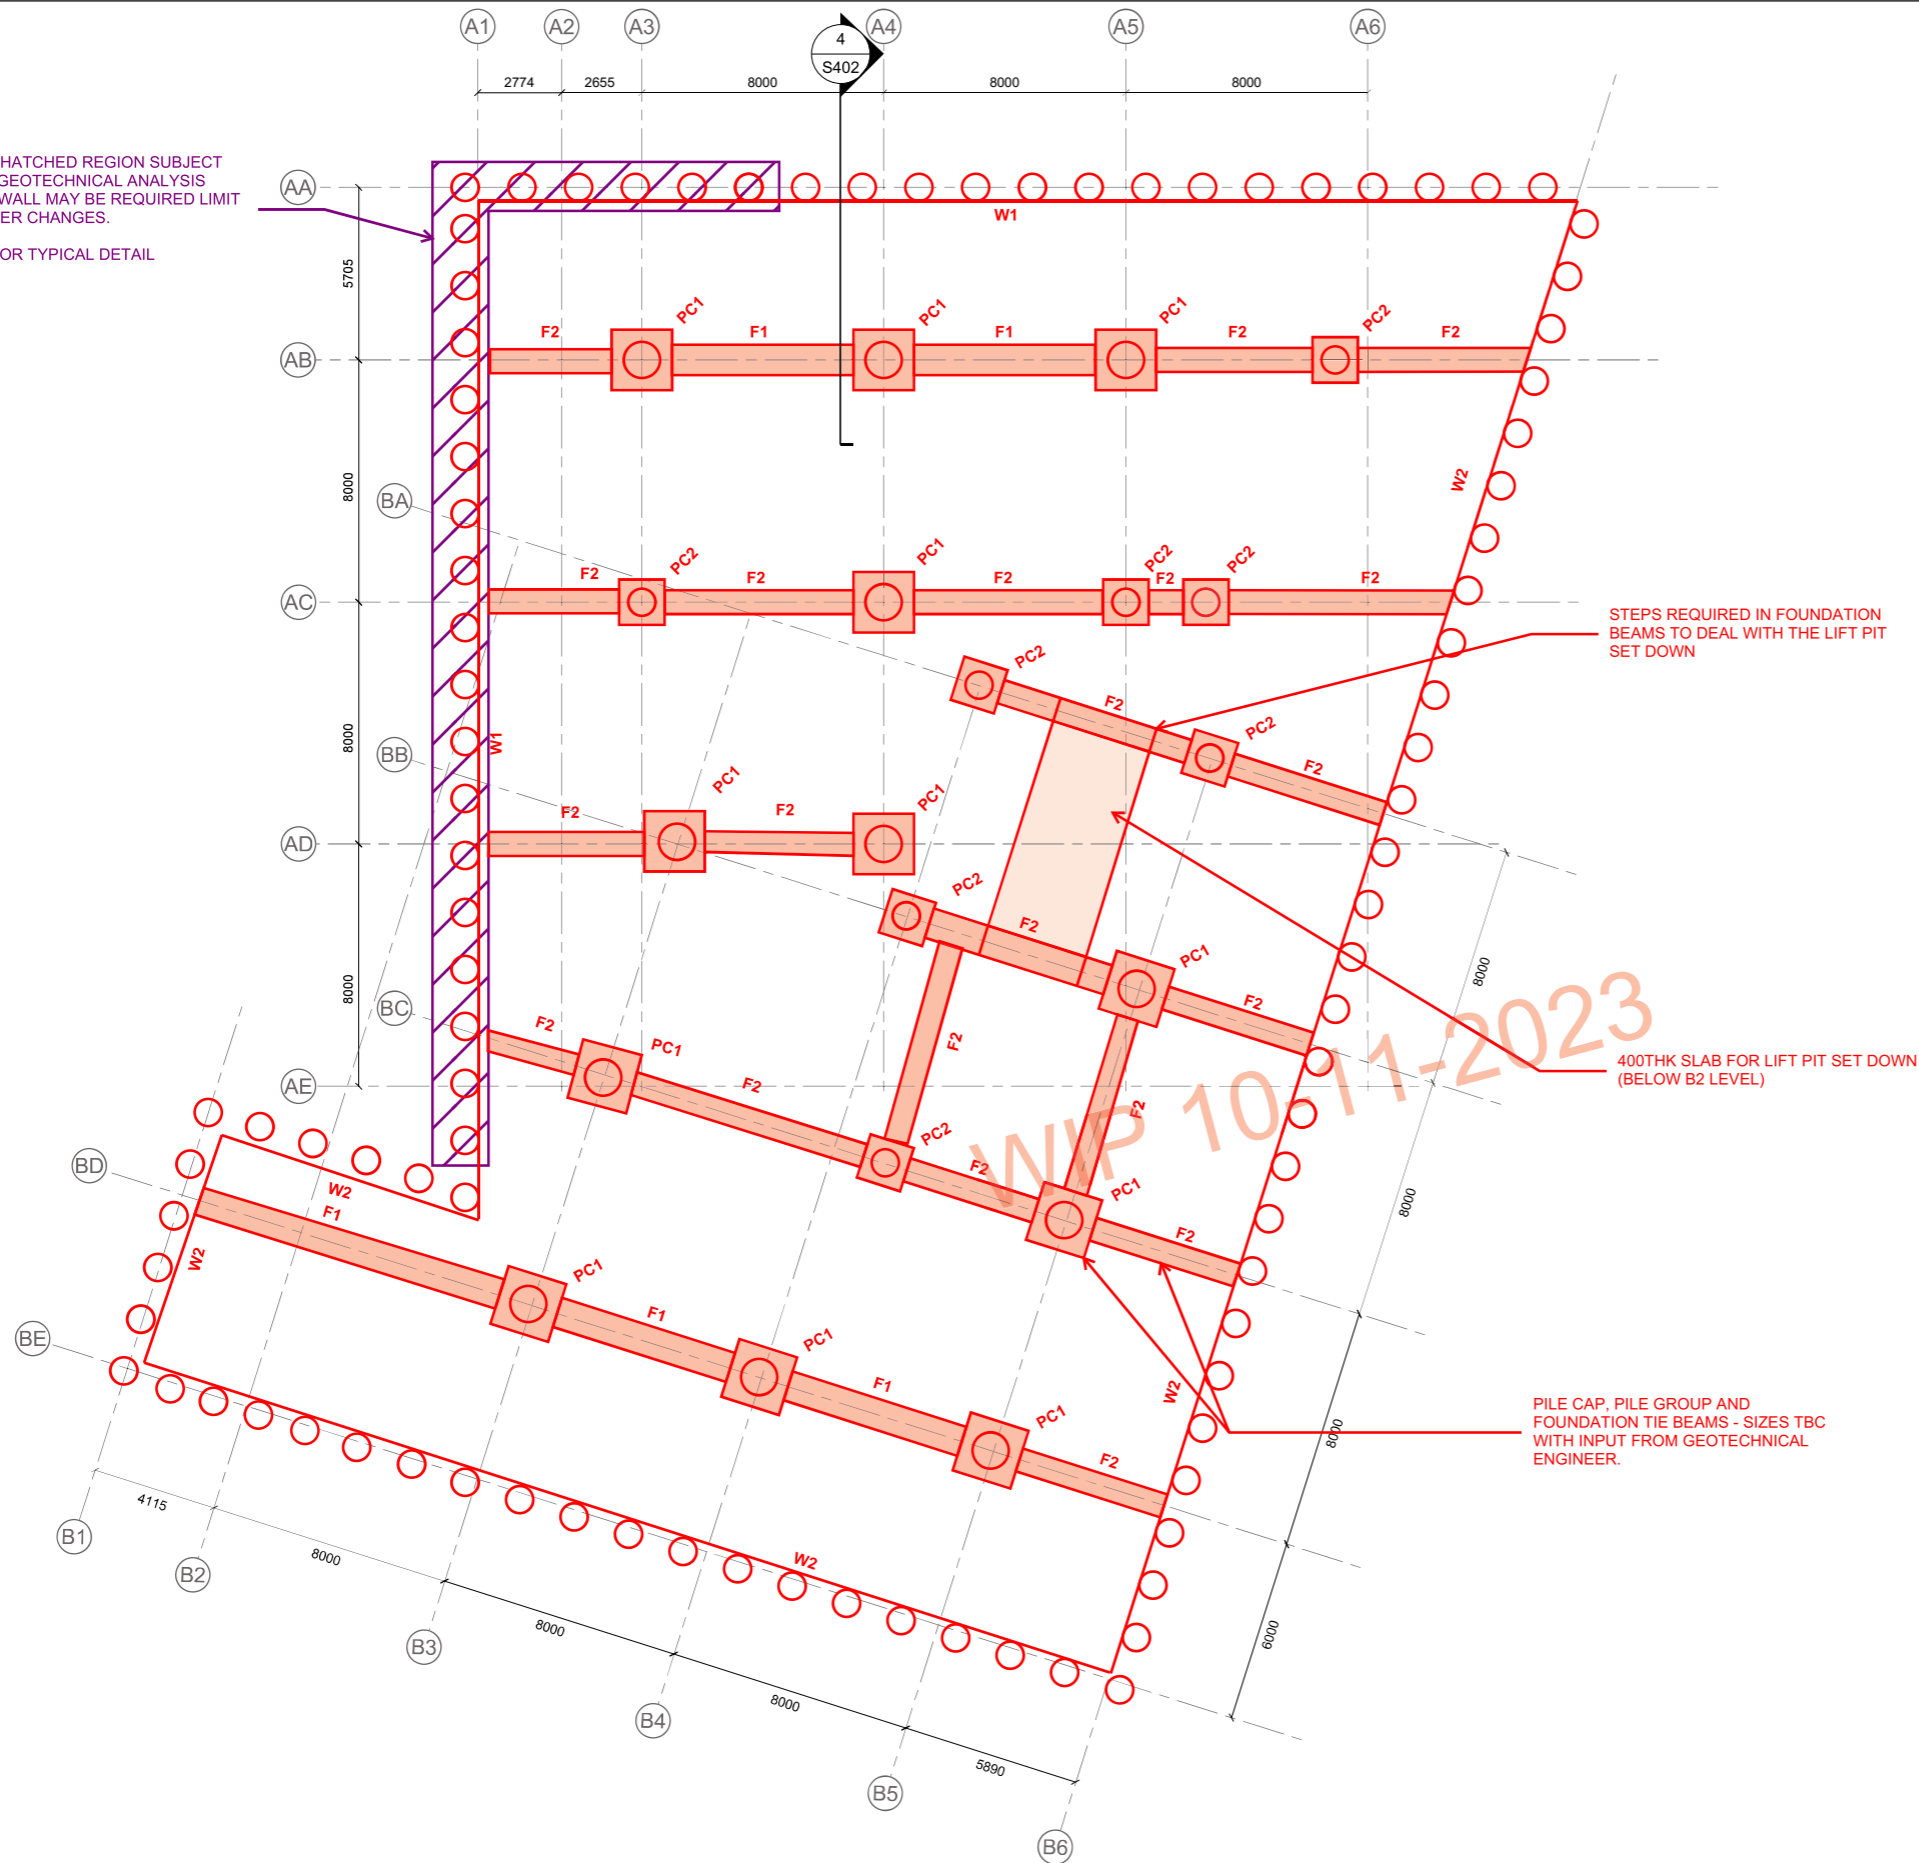 A1 A2 A3 A4 A5 A6
4
S402
2774 2655 8000 8000 8000
HATCHED REGION SUBJECT
GEOTECHNICAL ANALYSIS
WALL MAY BE REQUIRED LIMIT
ER CHANGES.
OR TYPICAL DETAIL
AA
W1
5705
PC1 PC1 PC1 PC2
F2 F1 F1 F2 F2
AB
W2
8000
BA
PC2 PC1 PC2 PC2
F2 F2 F2 F2 F2
AC
STEPS REQUIRED IN FOUNDATION
BEAMS TO DEAL WITH THE LIFT PIT
SET DOWN
PC2
F2
PC2
F2
8000
W1
BB
PC1 PC1
F2 F2
AD
PC2
F2
PC1
F2
8000
8000
BC
F2
PC1
F2
F2
F2
WIP 10-11-2023
400THK SLAB FOR LIFT PIT SET DOWN
(BELOW B2 LEVEL)
AE
PC2
F2
PC1
F2
8000
BD
W2
F1
W2
PC1
F1
PC1
F1
PC1
F2
W2
8000
BE
PILE CAP, PILE GROUP AND
FOUNDATION TIE BEAMS - SIZES TBC
WITH INPUT FROM GEOTECHNICAL
ENGINEER.
W2
4115
8000
8000
8000
5890
6000
B1
B2
B3
B4
B5
B6